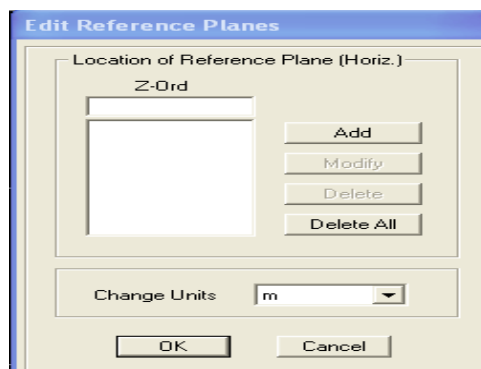 Edit Reference Planes
Location of Reference Plane (Horiz.)
Z-Ord
Add
Modify
Delete
Delete All
Change Units m
OK Cancel